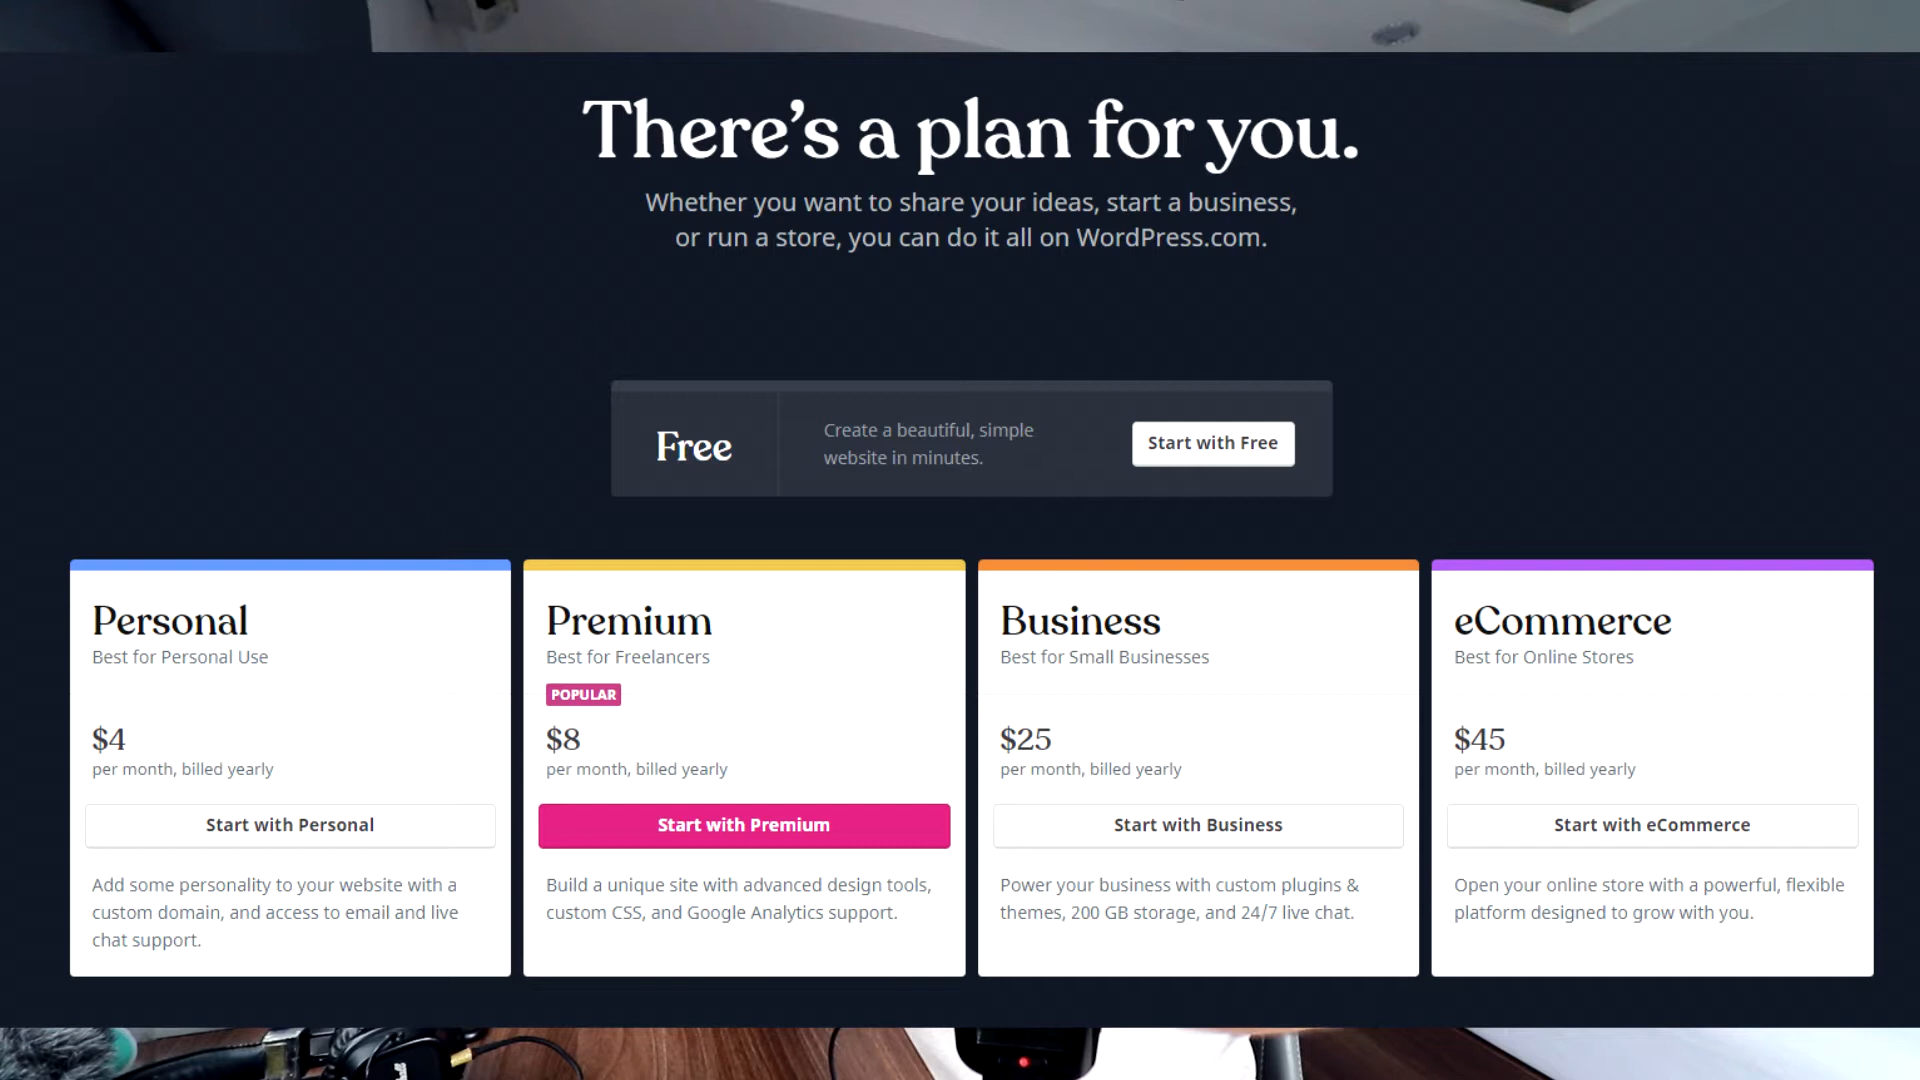 There's a plan for you.
Whether you want to share your ideas, start a business,
or run a store, you can do it all on WordPress.com.
Free
Create a beautiful, simple
website in minutes.
Start with Free
Personal
Best for Personal Use
$4
per month, billed yearly
Start with Personal
Add some personality to your website with a
custom domain, and access to email and live
chat support.
Premium
Best for Freelancers
POPULAR
$8
per month, billed yearly
Start with Premium
Build a unique site with advanced design tools,
custom CSS, and Google Analytics support.
Business
Best for Small Businesses
$25
per month, billed yearly
Start with Business
Power your business with custom plugins &
themes, 200 GB storage, and 24/7 live chat.
eCommerce
Best for Online Stores
$45
per month, billed yearly
Start with eCommerce
Open your online store with a powerful, flexible
platform designed to grow with you.